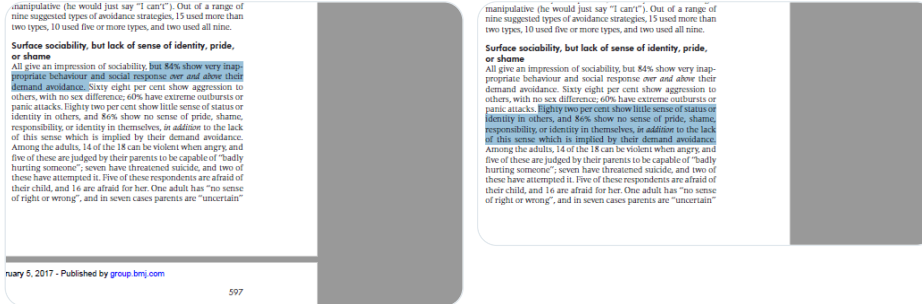 manipulative (he would just say "I can't"). Out of a range of
nine suggested types of avoidance strategies, 15 used more than
two types, 10 used five or more types, and two used all nine.
Surface sociability, but lack of sense of identity, pride,
or shame
All give an impression of sociability, but 84% show very inap-
propriate behaviour and social response over and above their
demand avoidance. Sixty eight per cent show aggression to
others, with no sex difference; 60% have extreme outbursts or
panic attacks. Eighty two per cent show little sense of status or
identity in others, and 86% show no sense of pride, shame,
responsibility, or identity in themselves, in addition to the lack
of this sense which is implied by their demand avoidance.
Among the adults, 14 of the 18 can be violent when angry, and
five of these are judged by their parents to be capable of "badly
hurting someone"; seven have threatened suicide, and two of
these have attempted it. Five of these respondents are afraid of
their child, and 16 are afraid for her. One adult has "no sense
of right or wrong", and in seven cases parents are "uncertain"
ruary 5, 2017 - Published by group.bmj.com
597
manipulative (he would just say "I can't"). Out of a range of
nine suggested types of avoidance strategies, 15 used more than
two types, 10 used five or more types, and two used all nine.
Surface sociability, but lack of sense of identity, pride,
or shame
All give an impression of sociability, but 84% show very inap-
propriate behaviour and social response over and above their
demand avoidance. Sixty eight per cent show aggression to
others, with no sex difference; 60% have extreme outbursts or
panic attacks. Eighty two per cent show little sense of status or
identity in others, and 86% show no sense of pride, shame,
responsibility, or identity in themselves, in addition to the lack
of this sense which is implied by their demand avoidance.
Among the adults, 14 of the 18 can be violent when angry, and
five of these are judged by their parents to be capable of "badly
hurting someone"; seven have threatened suicide, and two of
these have attempted it. Five of these respondents are afraid of
their child, and 16 are afraid for her. One adult has "no sense
of right or wrong", and in seven cases parents are "uncertain"